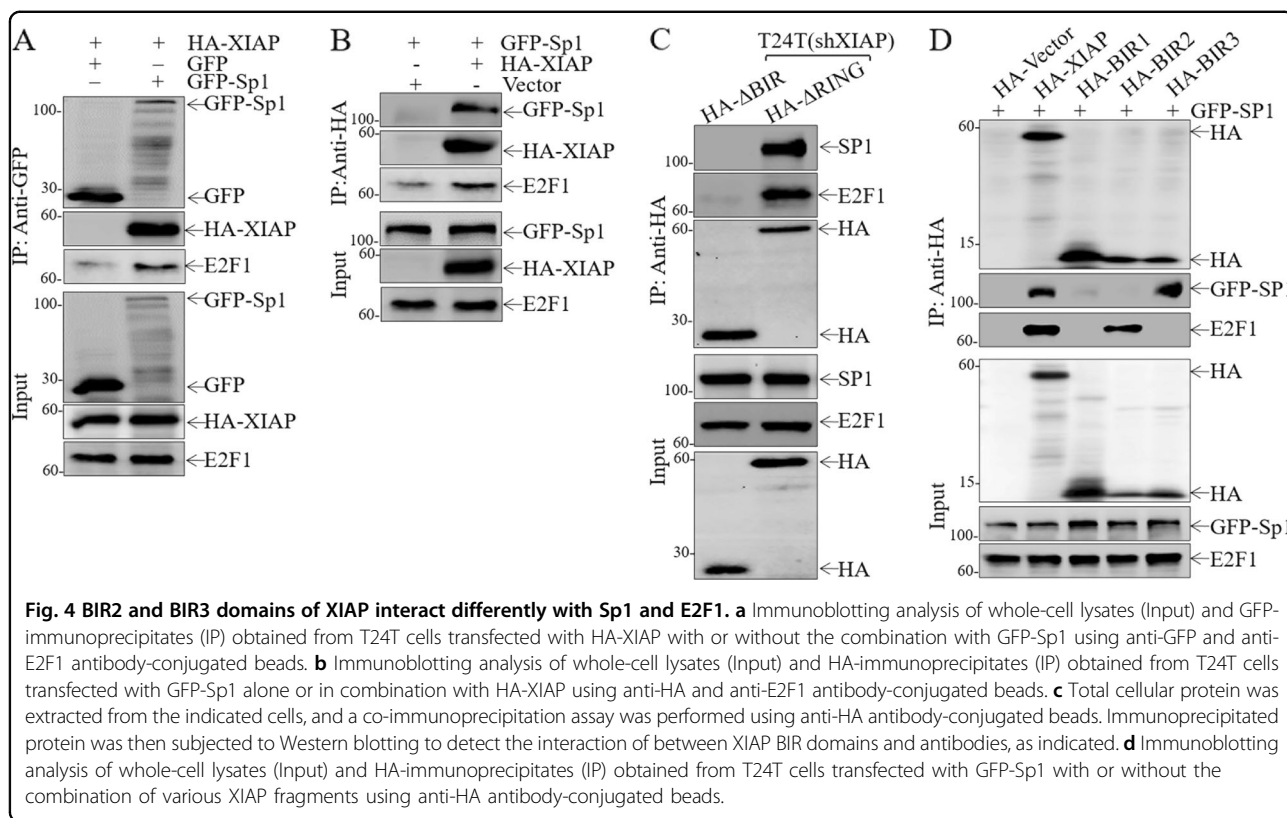 A
+ + HA-XIAP
+ − GFP
− + GFP-Sp1
IP: Anti-GFP
100-
←GFP-Sp1
30-
←GFP
60-
←HA-XIAP
60-
←E2F1
Input
100-
←GFP-Sp1
30-
←GFP
60-
←HA-XIAP
60-
←E2F1
B
+ + GFP-Sp1
- + HA-XIAP
+ - Vector
IP:Anti-HA
100-
←GFP-Sp1
←HA-XIAP
60-
←E2F1
Input
100-
←GFP-Sp1
←HA-XIAP
60-
←E2F1
C
T24T(shXIAP)
HA-ΔBIR
HA-ΔRING
IP: Anti-HA
100-
←SP1
60-
←E2F1
60-
←HA
30-
←HA
Input
100-
←SP1
60-
←E2F1
60-
←HA
30-
←HA
D
HA-Vector
HA-XIAP
HA-BIR1
HA-BIR2
HA-BIR3
+ + + + + GFP-SP1
IP: Anti-HA
60-
←HA
15-
←HA
100-
←GFP-SP1
60-
←E2F1
Input
60-
←HA
15-
←HA
100-
←GFP-Sp1
60-
←E2F1
Fig. 4 BIR2 and BIR3 domains of XIAP interact differently with Sp1 and E2F1. a Immunoblotting analysis of whole-cell lysates (Input) and GFP-
immunoprecipitates (IP) obtained from T24T cells transfected with HA-XIAP with or without the combination with GFP-Sp1 using anti-GFP and anti-
E2F1 antibody-conjugated beads. b Immunoblotting analysis of whole-cell lysates (Input) and HA-immunoprecipitates (IP) obtained from T24T cells
transfected with GFP-Sp1 alone or in combination with HA-XIAP using anti-HA and anti-E2F1 antibody-conjugated beads. c Total cellular protein was
extracted from the indicated cells, and a co-immunoprecipitation assay was performed using anti-HA antibody-conjugated beads. Immunoprecipitated
protein was then subjected to Western blotting to detect the interaction of between XIAP BIR domains and antibodies, as indicated. d Immunoblotting
analysis of whole-cell lysates (Input) and HA-immunoprecipitates (IP) obtained from T24T cells transfected with GFP-Sp1 with or without the
combination of various XIAP fragments using anti-HA antibody-conjugated beads.